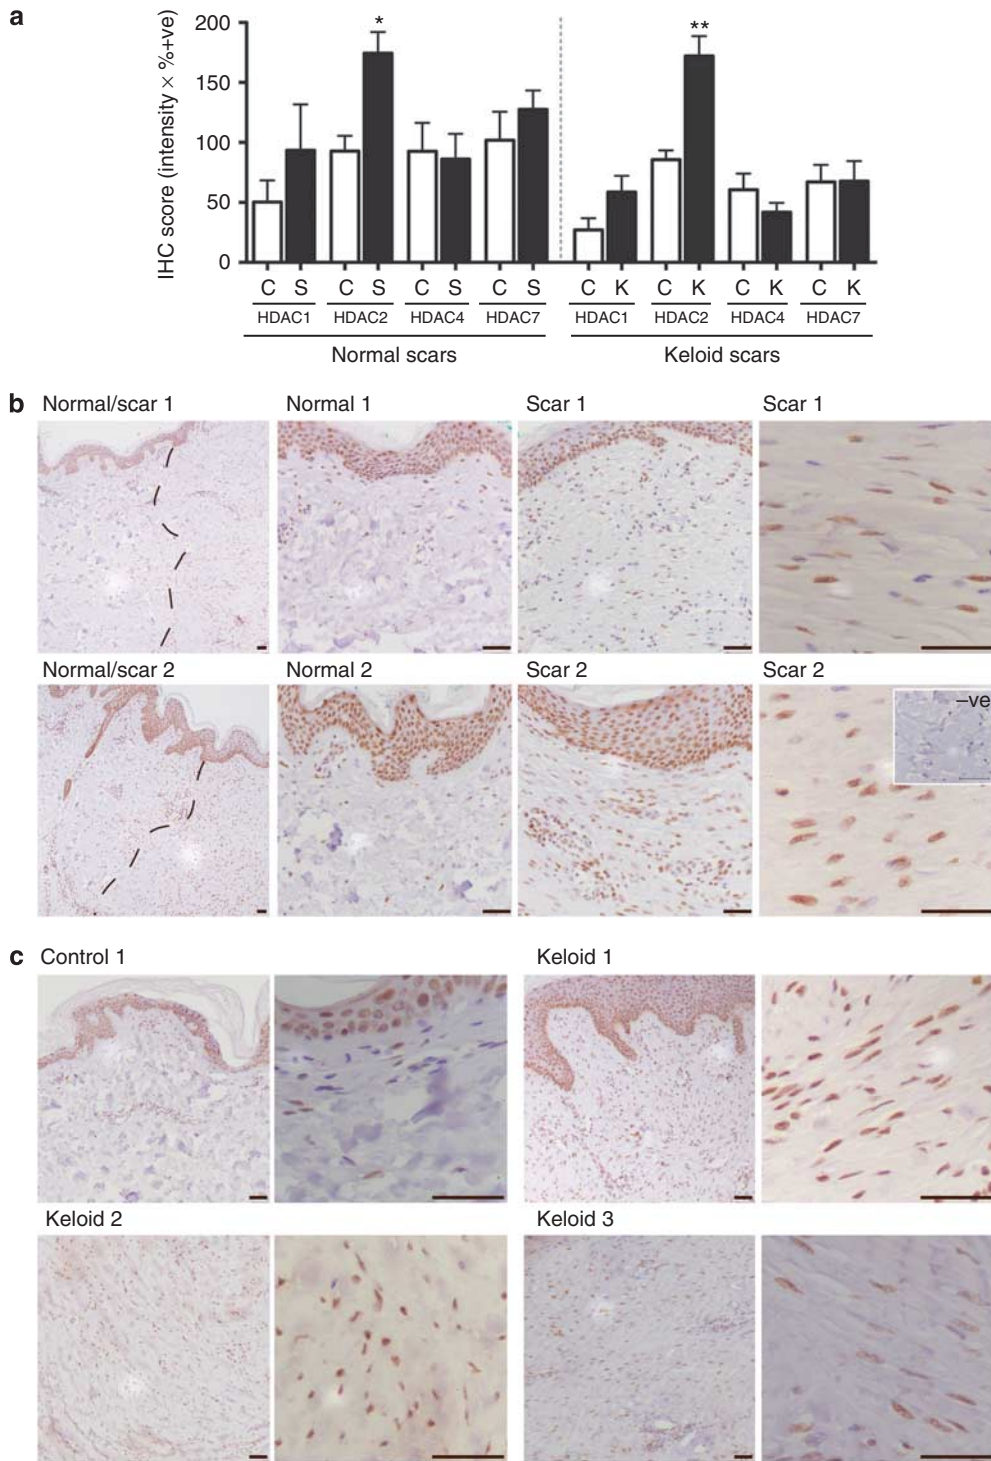 a
IHC score (intensity × %+ve)
200
150
100
50
0
*
**
C S C S C S C S C K C K C K C K
HDAC1 HDAC2 HDAC4 HDAC7 HDAC1 HDAC2 HDAC4 HDAC7
Normal scars Keloid scars
b Normal/scar 1 Normal 1 Scar 1 Scar 1
Normal/scar 2 Normal 2 Scar 2 Scar 2
–ve
c Control 1 Keloid 1
Keloid 2 Keloid 3